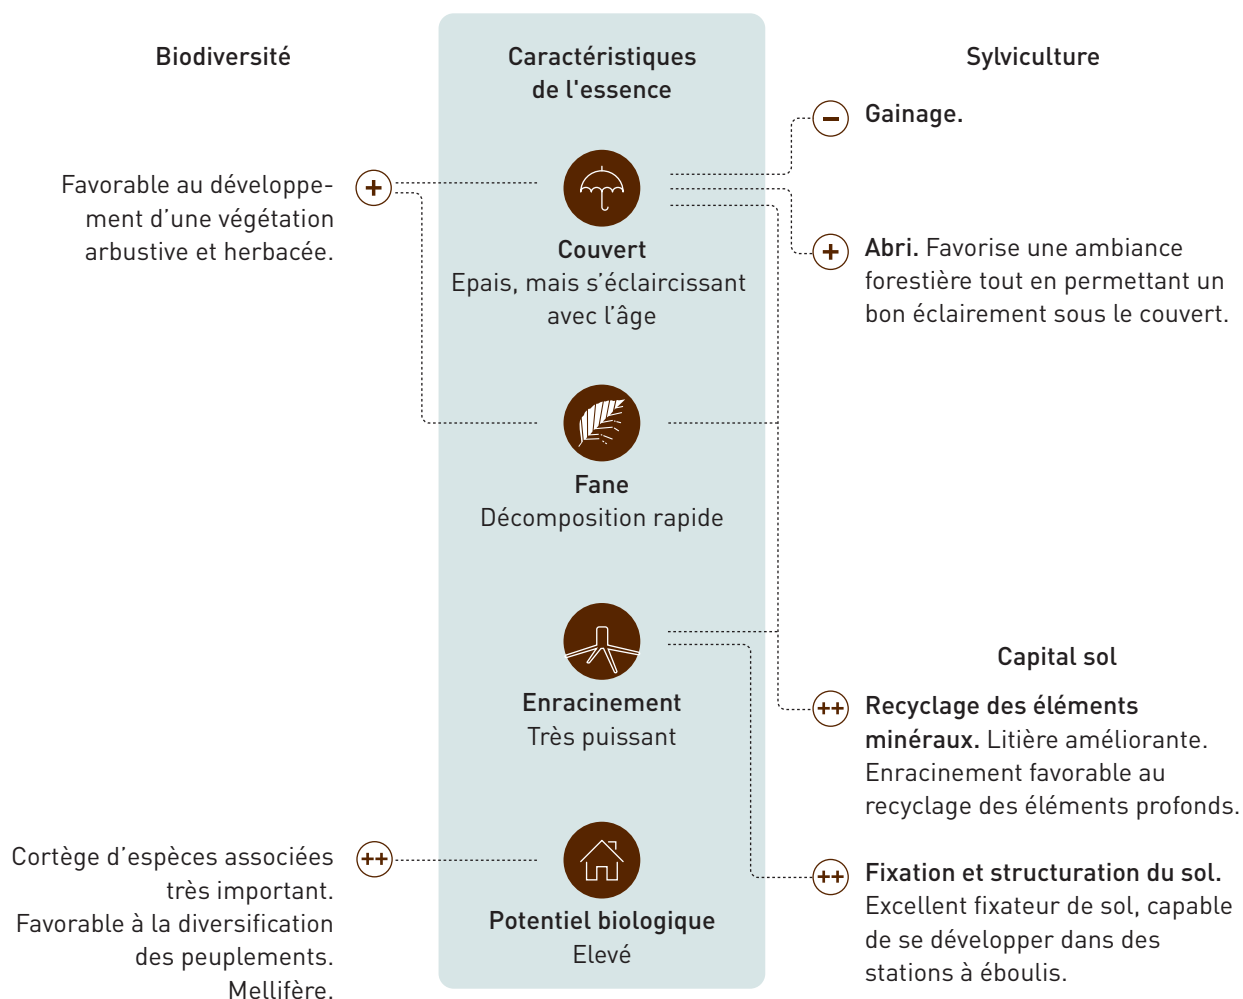 Biodiversité
Favorable au développe-
ment d’une végétation
arbustive et herbacée.
+
Cortège d’espèces associées
très important.
Favorable à la diversification
des peuplements.
Mellifère.
++
Caractéristiques
de l'essence
Couvert
Epais, mais s’éclaircissant
avec l’âge
Fane
Décomposition rapide
Enracinement
Très puissant
Potentiel biologique
Elevé
Sylviculture
− Gainage.
+ Abri. Favorise une ambiance
forestière tout en permettant un
bon éclairement sous le couvert.
Capital sol
++ Recyclage des éléments
minéraux. Litière améliorante.
Enracinement favorable au
recyclage des éléments profonds.
++ Fixation et structuration du sol.
Excellent fixateur de sol, capable
de se développer dans des
stations à éboulis.